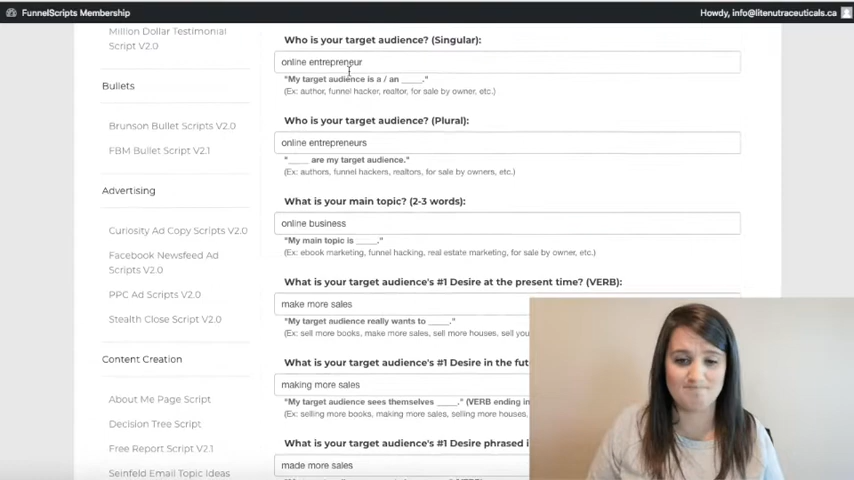 FunnelScripts Membership
Howdy, info@litenutraceuticals.ca
Million Dollar Testimonial
Script V2.0
Bullets
Brunson Bullet Scripts V2.0
FBM Bullet Script V2.1
Advertising
Curiosity Ad Copy Scripts V2.0
Facebook Newsfeed Ad
Scripts V2.0
PPC Ad Scripts V2.0
Stealth Close Script V2.0
Content Creation
About Me Page Script
Decision Tree Script
Free Report Script V2.1
Seinfeld Email Topic Ideas
Who is your target audience? (Singular):
online entrepreneur
"My target audience is a / an ____."
(Ex: author, funnel hacker, realtor, for sale by owner, etc.)
Who is your target audience? (Plural):
online entrepreneurs
"____ are my target audience."
(Ex: authors, funnel hackers, realtors, for sale by owners, etc.)
What is your main topic? (2-3 words):
online business
"My main topic is ____."
(Ex: ebook marketing, funnel hacking, real estate marketing, for sale by owner, etc.)
What is your target audience's #1 Desire at the present time? (VERB):
make more sales
"My target audience really wants to ____."
(Ex: sell more books, make more sales, sell more houses, sell you
What is your target audience's #1 Desire in the fut
making more sales
"My target audience sees themselves ____." (VERB ending in
(Ex: selling more books, making more sales, selling more houses,
What is your target audience's #1 Desire phrased i
made more sales